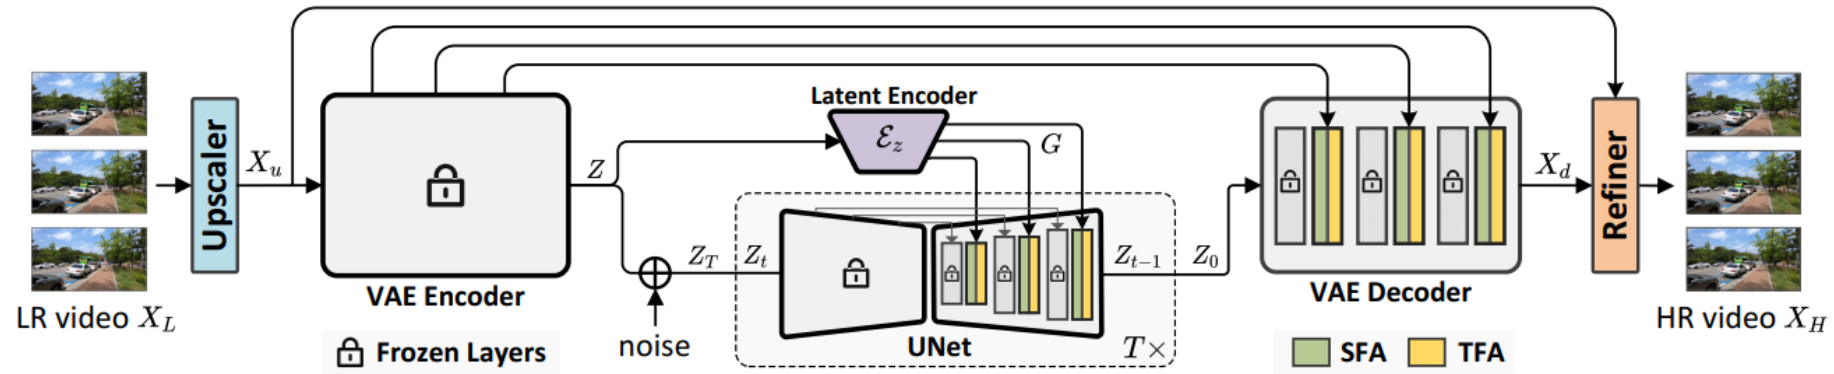 LR video X_L
Upscaler
X_u
VAE Encoder
Frozen Layers
Z
noise
Latent Encoder
ℰ_z
G
Z_T
Z_t
UNet
T×
Z_{t−1}
Z_0
VAE Decoder
SFA
TFA
X_d
Refiner
HR video X_H